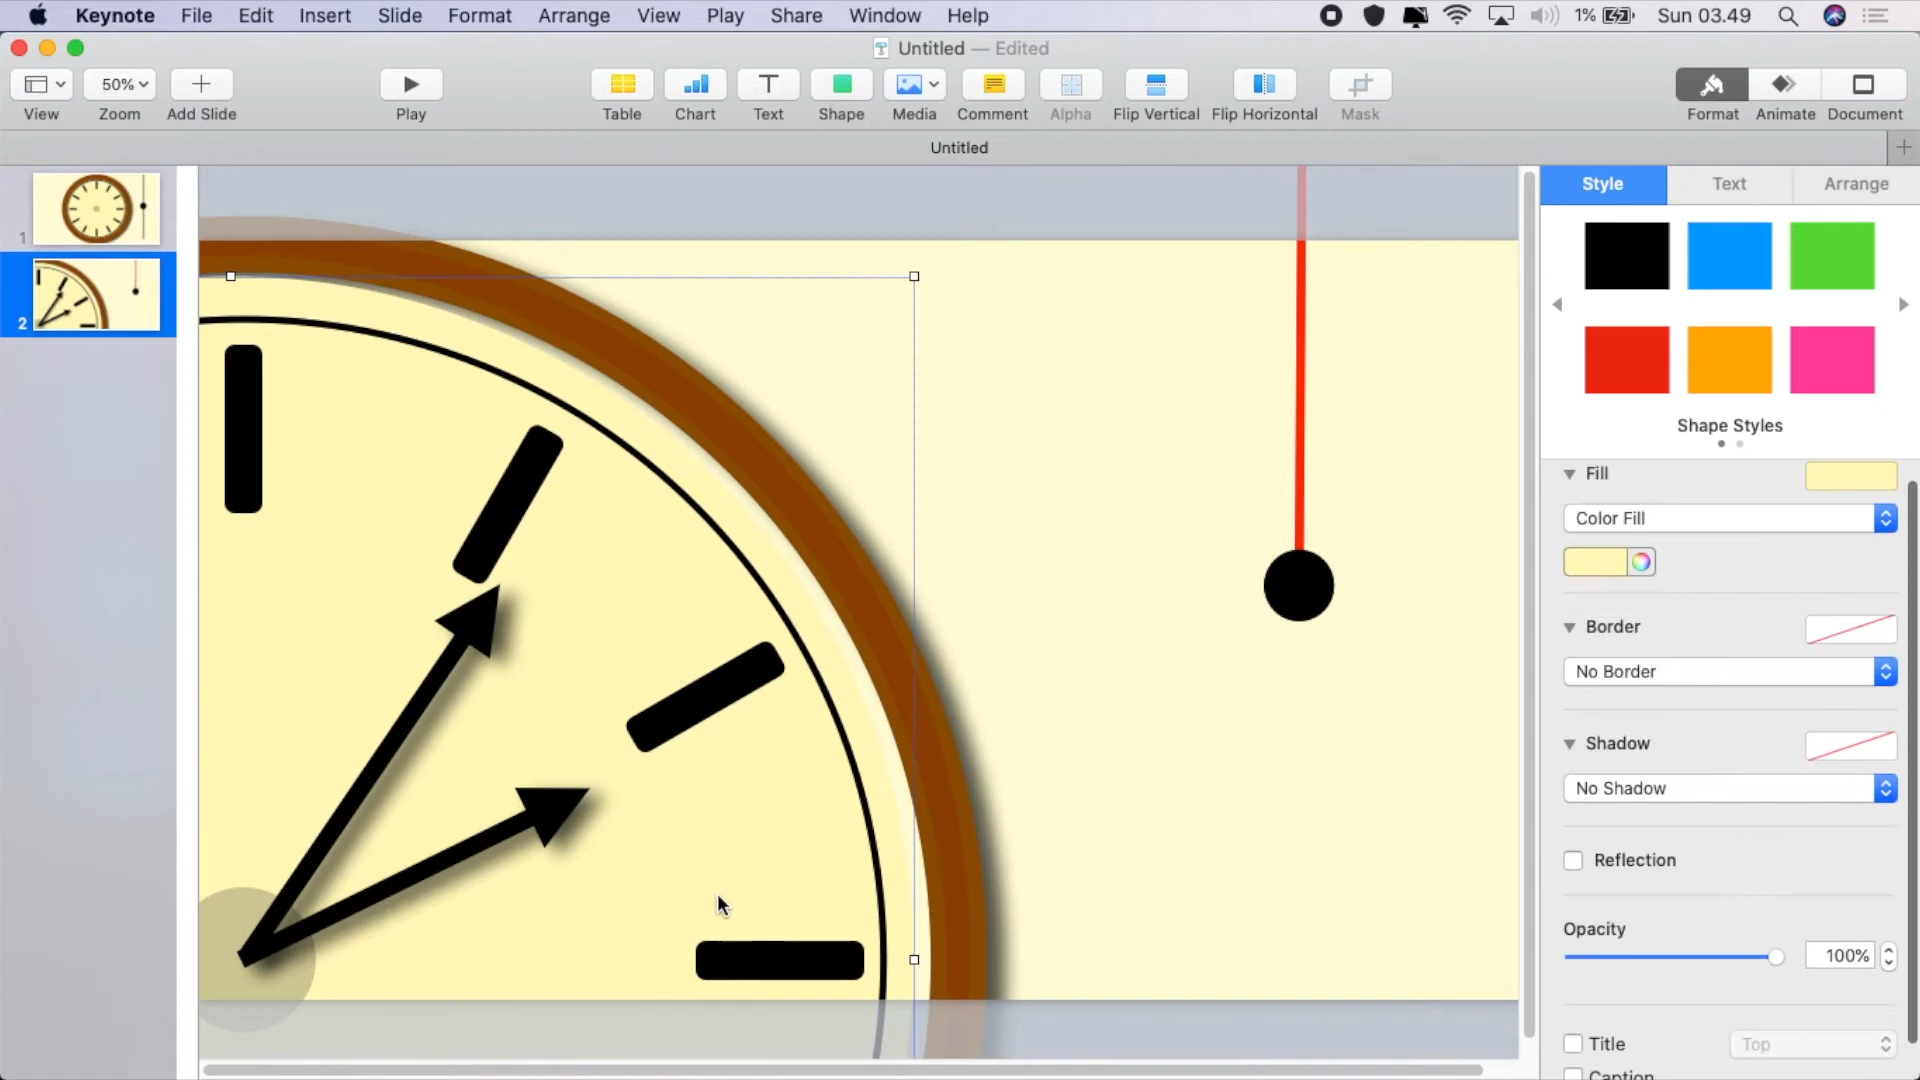 Keynote File Edit Insert Slide Format Arrange View Play Share Window Help 1% Sun 03.49
Untitled — Edited
50%
View Zoom Add Slide Play Table Chart Text Shape Media Comment Alpha Flip Vertical Flip Horizontal Mask Format Animate Document
Untitled
Style Text Arrange
1
2
Shape Styles
Fill
Color Fill
Border
No Border
Shadow
No Shadow
Reflection
Opacity
100%
Title Top
Caption